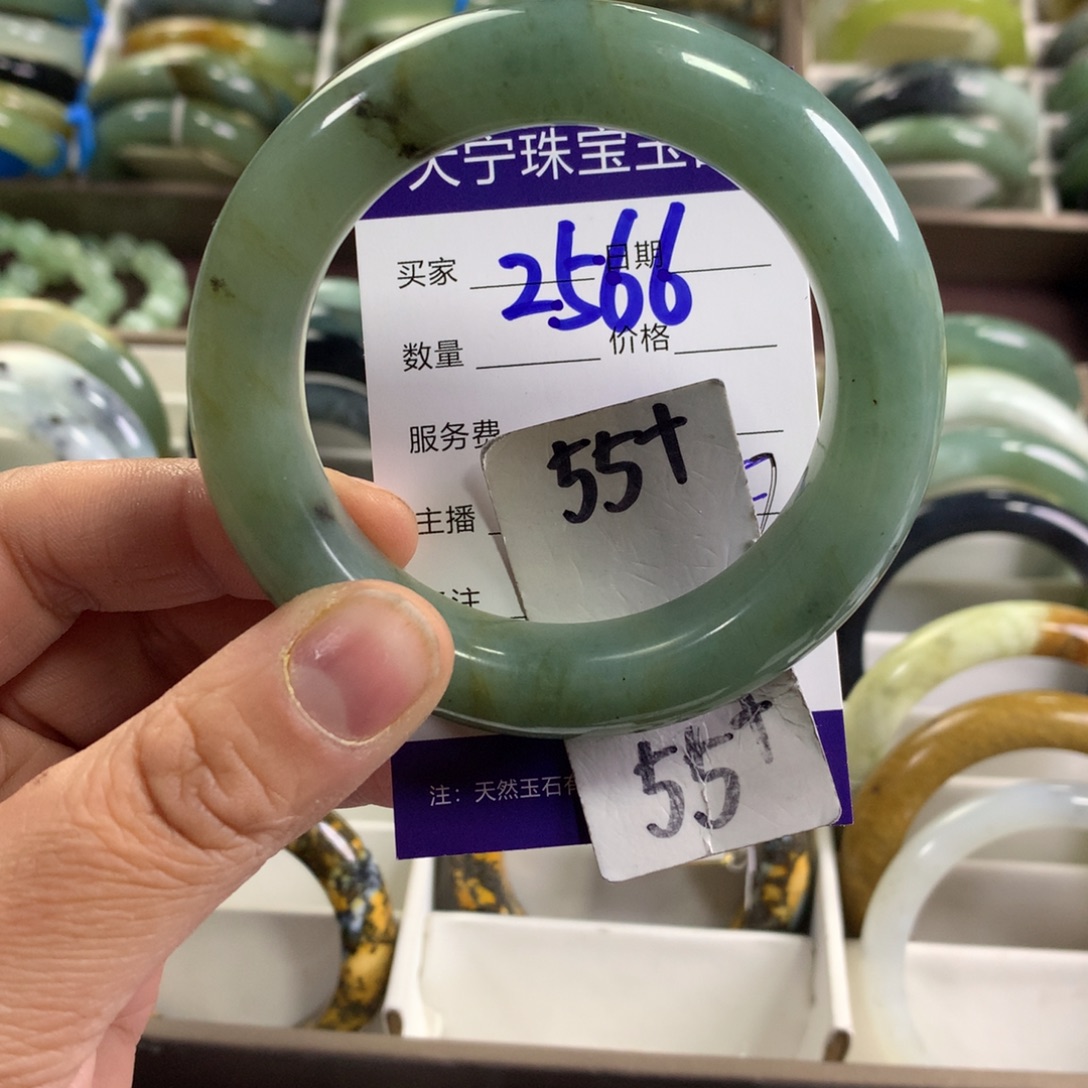 天宁珠宝玉
2566
买家 日期
数量 价格
服务费
55+
主播
注
55+
注：天然玉石有